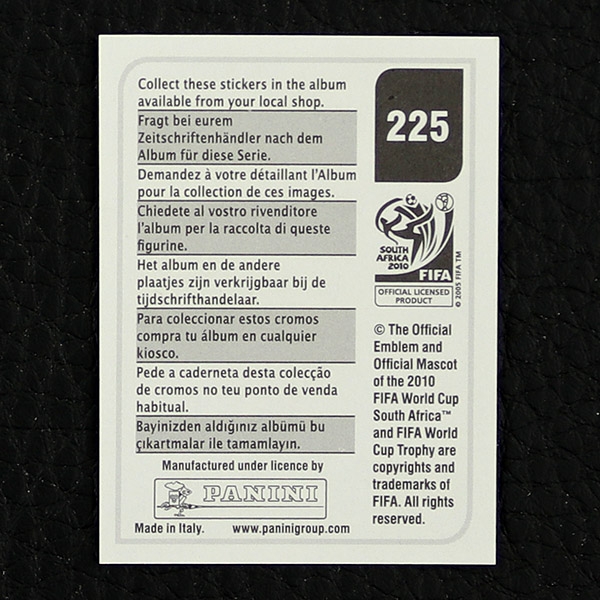 Collect these stickers in the album
available from your local shop.
Fragt bei eurem
Zeitschriftenhändler nach dem
Album für diese Serie.
Demandez à votre détaillant l'Album
pour la collection de ces images.
Chiedete al vostro rivenditore
l'album per la raccolta di queste
figurine.
Het album en de andere
plaatjes zijn verkrijgbaar bij de
tijdschrifthandelaar.
Para coleccionar estos cromos
compra tu álbum en cualquier
kiosco.
Pede a caderneta desta colecção
de cromos no teu ponto de venda
habitual.
Bayinizden aldığınız albümü bu
çıkartmalar ile tamamlayın.
Manufactured under licence by
PANINI
Made in Italy. www.paninigroup.com
225
SOUTH
AFRICA
2010
FIFA
OFFICIAL LICENSED
PRODUCT
© 2005 FIFA TM
© The Official
Emblem and
Official Mascot
of the 2010
FIFA World Cup
South Africa™
and FIFA World
Cup Trophy are
copyrights and
trademarks of
FIFA. All rights
reserved.